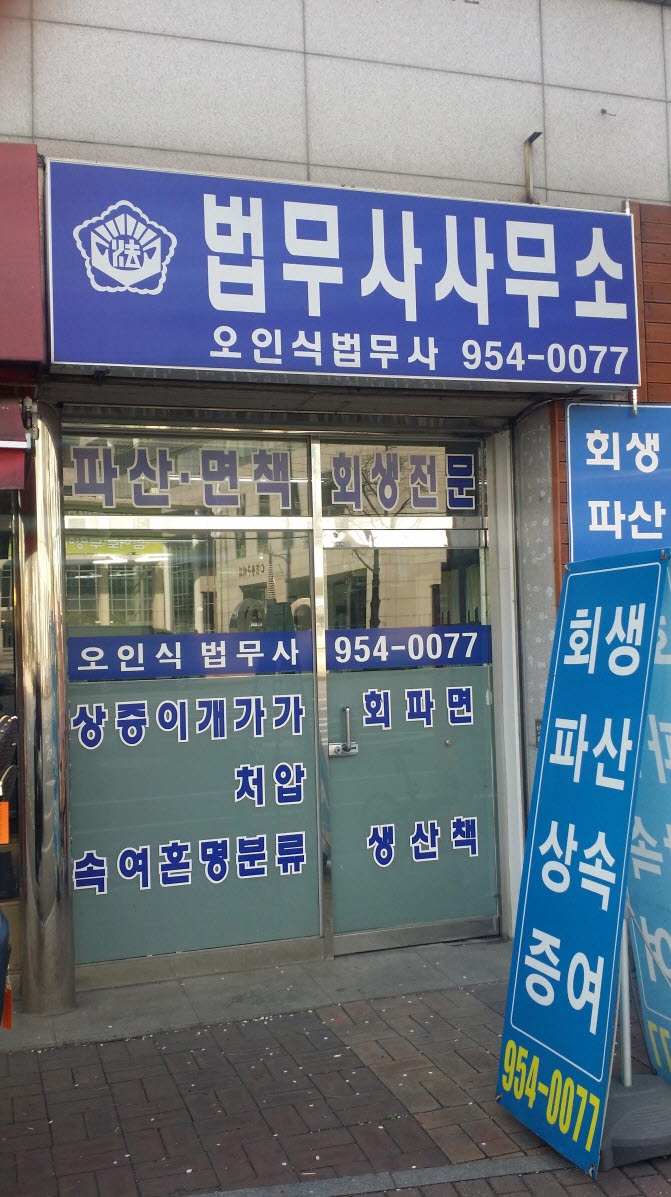 법무사사무소
法
오인식법무사 954-0077
파산·면책 회생전문
오인식 법무사 954-0077
상증이개가가 회파면
처압
속여혼명분류 생산책
회생
파산
회생
파산
상속
증여
954-0077